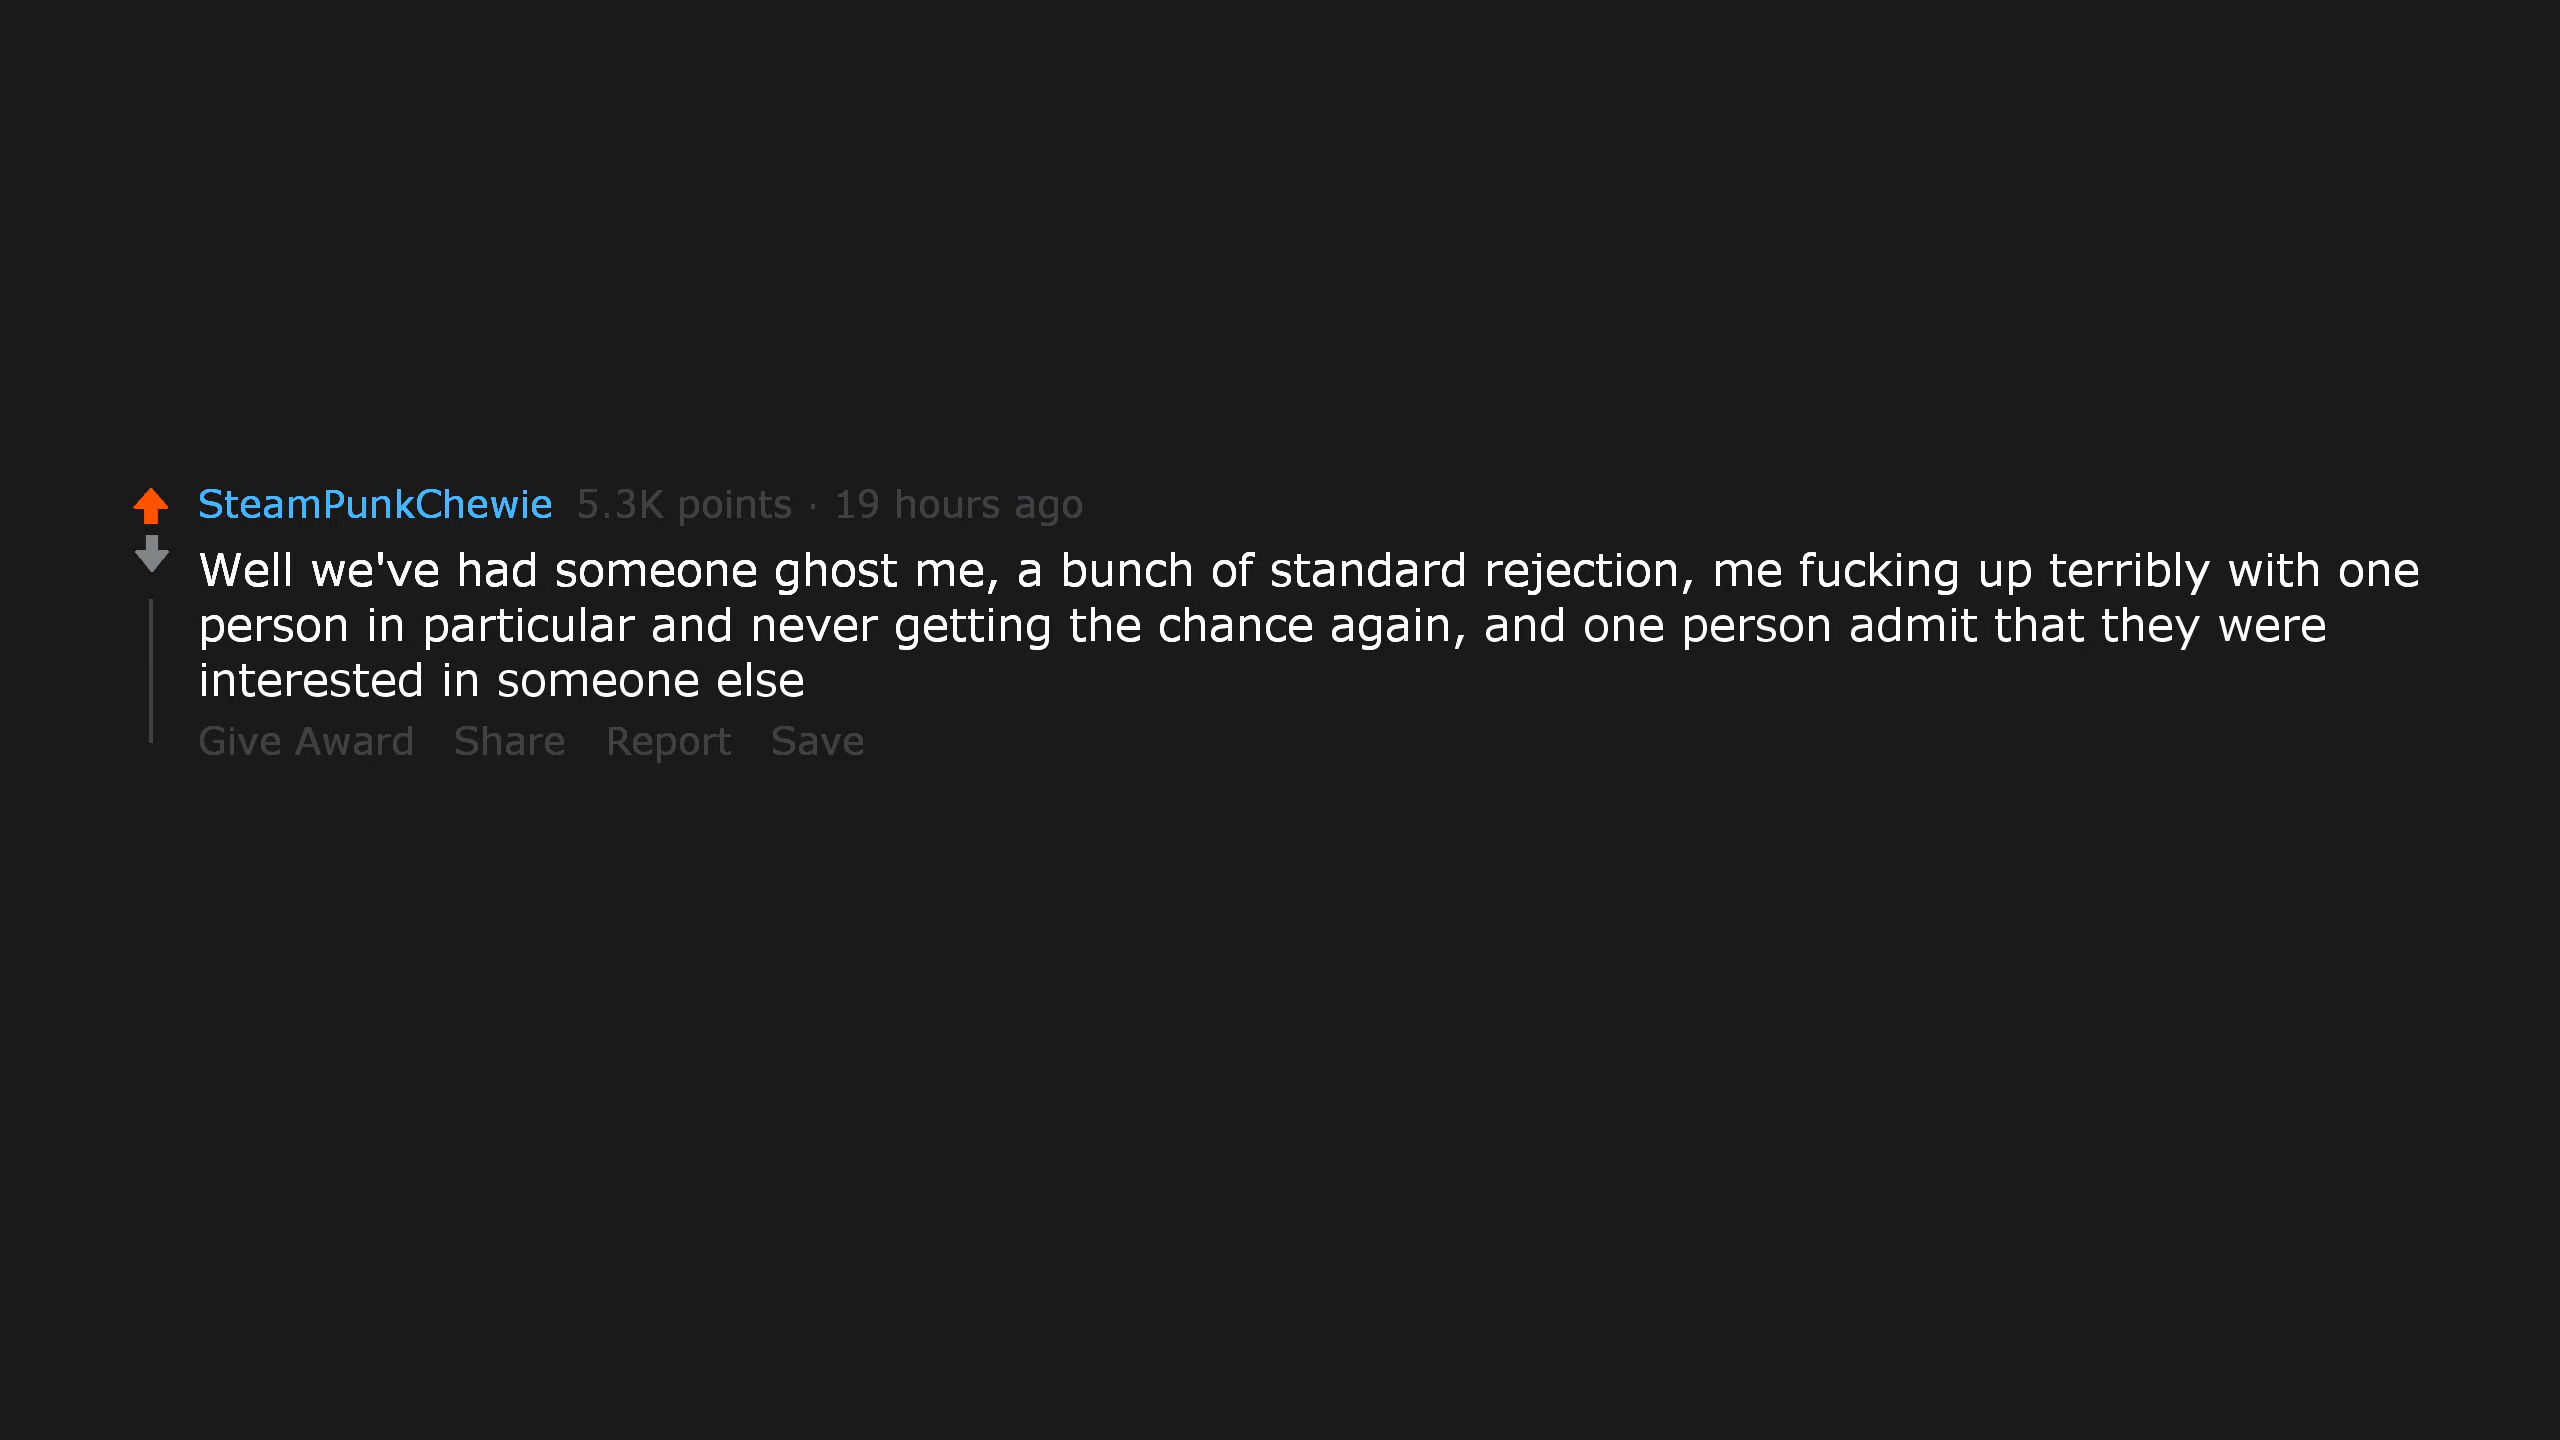 SteamPunkChewie 5.3K points · 19 hours ago
Well we've had someone ghost me, a bunch of standard rejection, me fucking up terribly with one
person in particular and never getting the chance again, and one person admit that they were
interested in someone else
Give Award Share Report Save